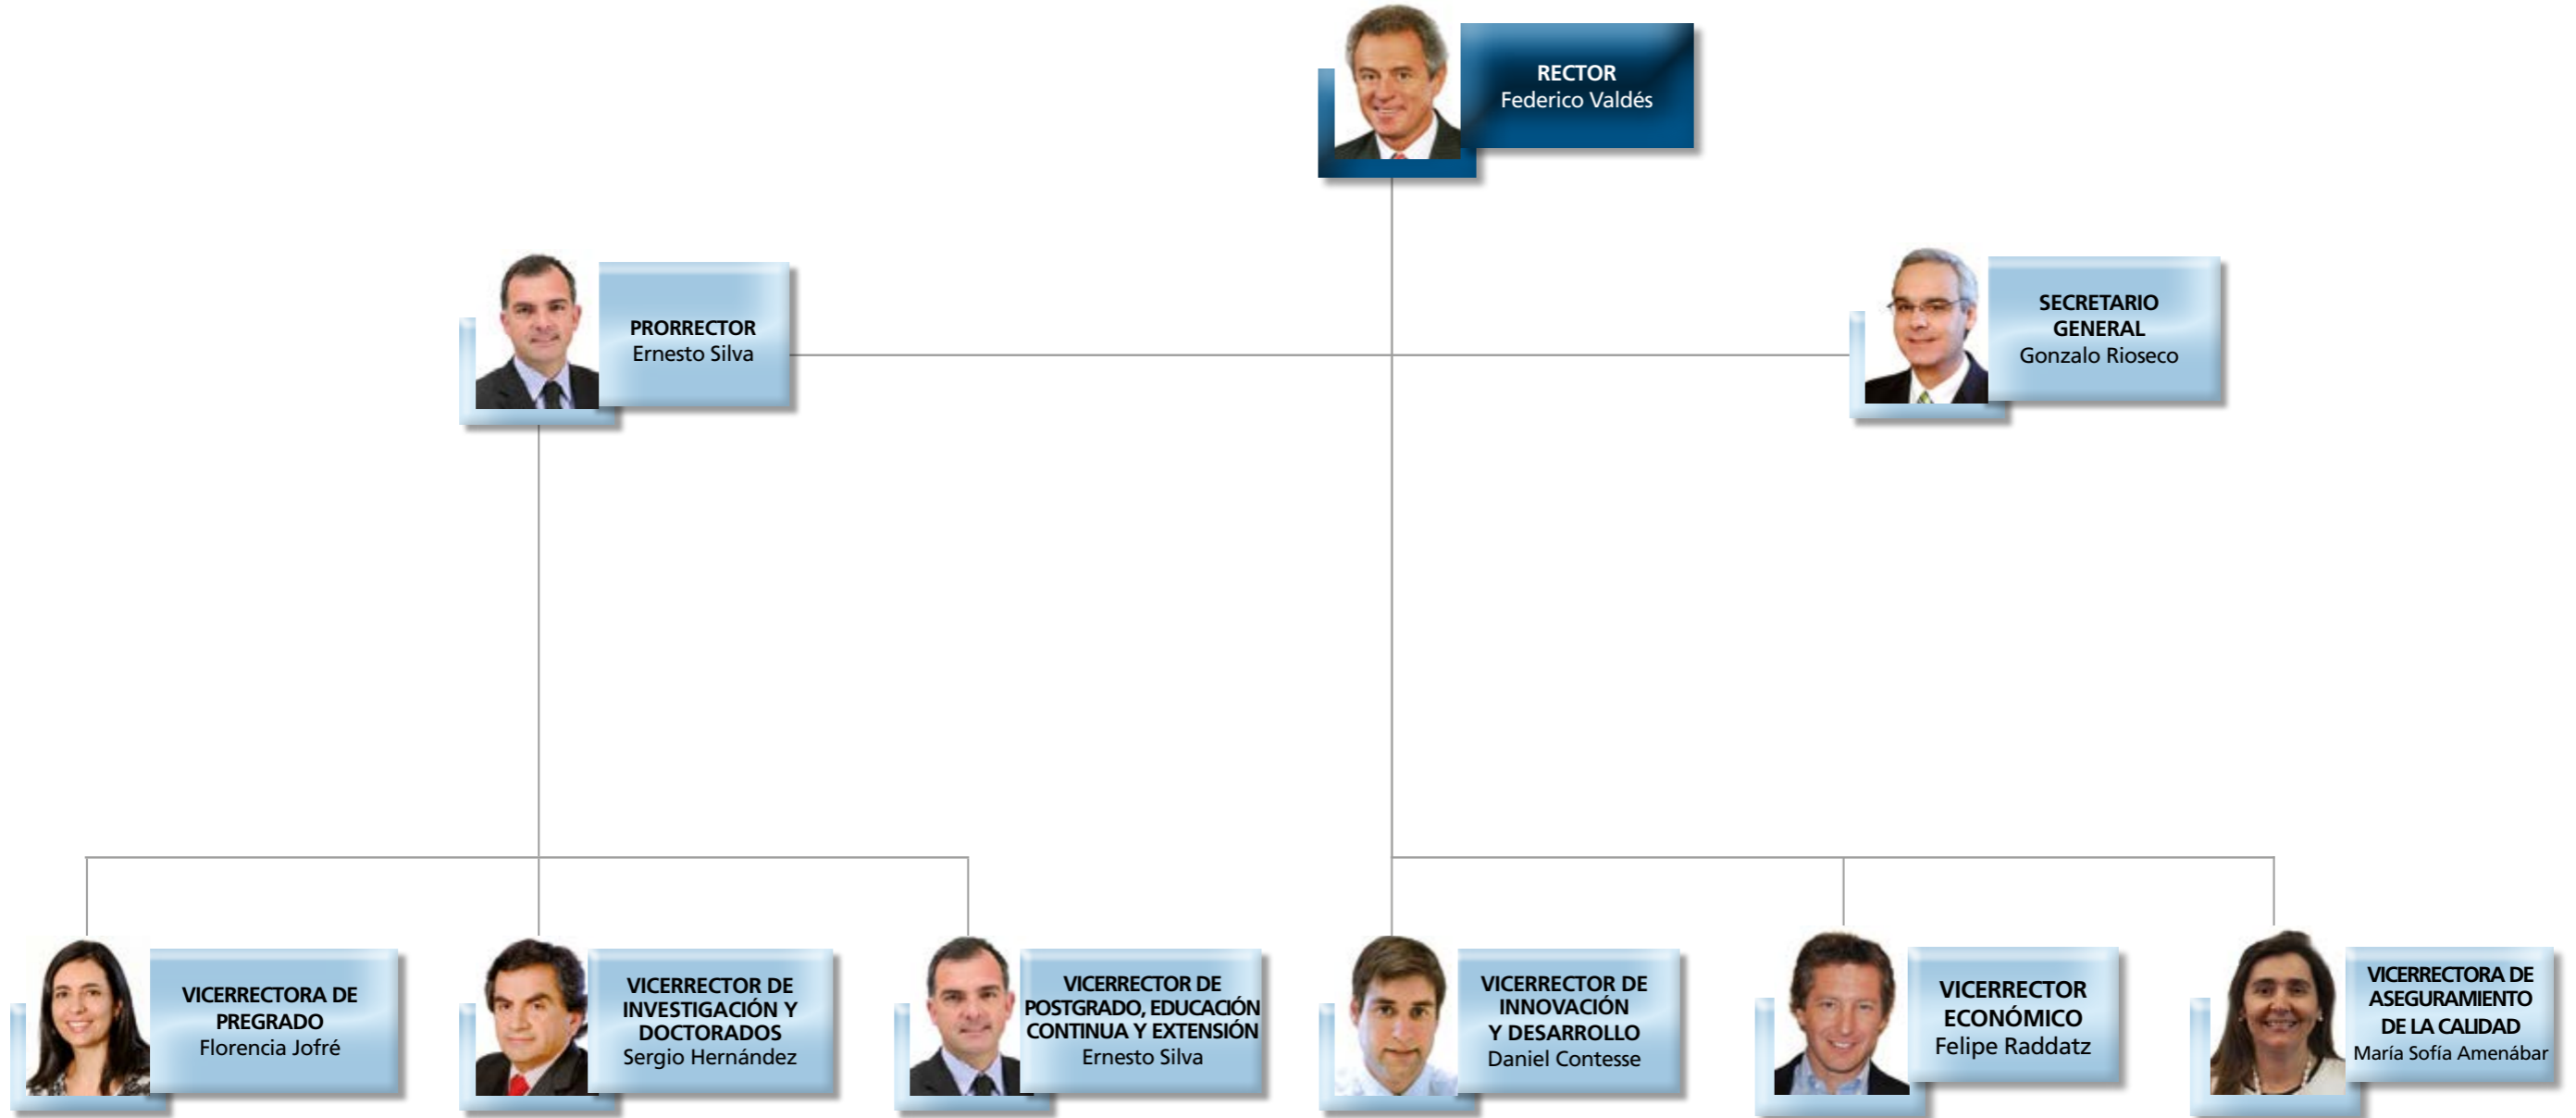 RECTOR
Federico Valdés
PRORRECTOR
Ernesto Silva
SECRETARIO
GENERAL
Gonzalo Rioseco
VICERRECTORA DE
PREGRADO
Florencia Jofré
VICERRECTOR DE
INVESTIGACIÓN Y
DOCTORADOS
Sergio Hernández
VICERRECTOR DE
POSTGRADO, EDUCACIÓN
CONTINUA Y EXTENSIÓN
Ernesto Silva
VICERRECTOR DE
INNOVACIÓN
Y DESARROLLO
Daniel Contesse
VICERRECTOR
ECONÓMICO
Felipe Raddatz
VICERRECTORA DE
ASEGURAMIENTO
DE LA CALIDAD
María Sofía Amenábar